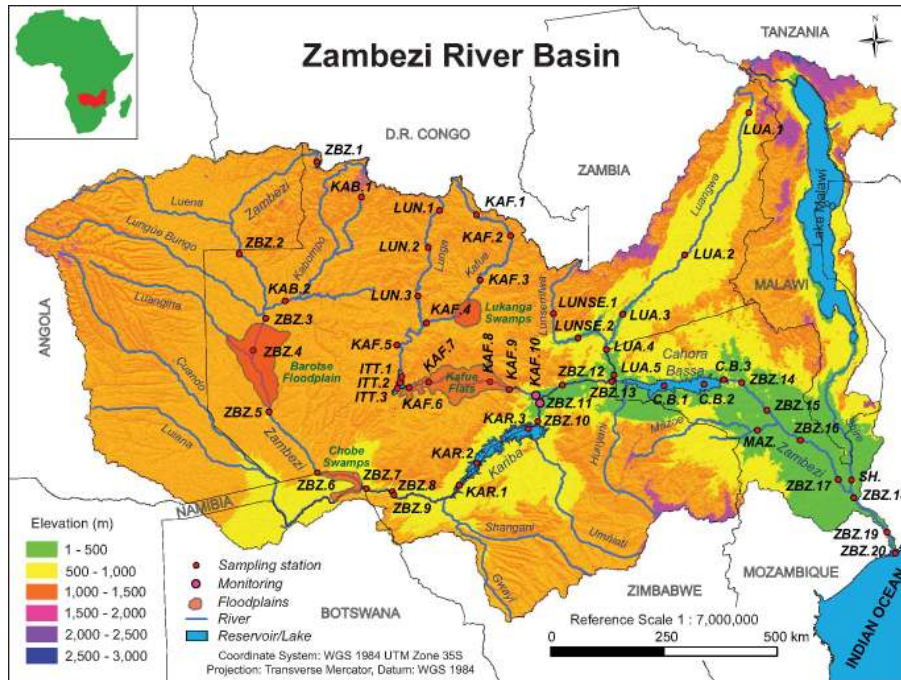 Zambezi River Basin
N
TANZANIA
D.R. CONGO
ZAMBIA
MALAWI
ANGOLA
NAMIBIA
BOTSWANA
ZIMBABWE
MOZAMBIQUE
INDIAN OCEAN
Lake Malawi
ZBZ.1
KAB.1
LUN.1
KAF.1
LUA.1
Luena
Zambezi
Lungue Bungo
Kabompo
ZBZ.2
LUN.2
Lunga
KAF.2
Kafue
KAF.3
Luangwa
LUA.2
Luangina
KAB.2
LUN.3
KAF.4
Lukanga
Swamps
Lunsemfwa
LUNSE.1
LUNSE.2
LUA.3
ZBZ.3
ZBZ.4
Barotse
Floodplain
KAF.5
KAF.7
KAF.8
KAF.9
KAF.10
LUA.4
LUA.5
Cahora
Bassa
C.B.3
ITT.1
ITT.2
ITT.3
KAF.6
Kafue
Flats
ZBZ.12
ZBZ.13
C.B.1
C.B.2
ZBZ.14
Cuando
ZBZ.5
ZBZ.11
ZBZ.10
ZBZ.15
KAR.3
Mazoe
MAZ.
ZBZ.16
Luiana
Zambezi
KAR.2
Kariba
Hunyani
Zambezi
Shire
Chobe
Swamps
ZBZ.6
ZBZ.7
ZBZ.8
ZBZ.9
KAR.1
ZBZ.17
SH.
ZBZ.18
Shangani
Umniati
Gwayi
ZBZ.19
ZBZ.20
Elevation (m)
1 - 500
500 - 1,000
1,000 - 1,500
1,500 - 2,000
2,000 - 2,500
2,500 - 3,000
Sampling station
Monitoring
Floodplains
River
Reservoir/Lake
Coordinate System: WGS 1984 UTM Zone 35S
Projection: Transverse Mercator, Datum: WGS 1984
Reference Scale 1 : 7,000,000
0 250 500 km